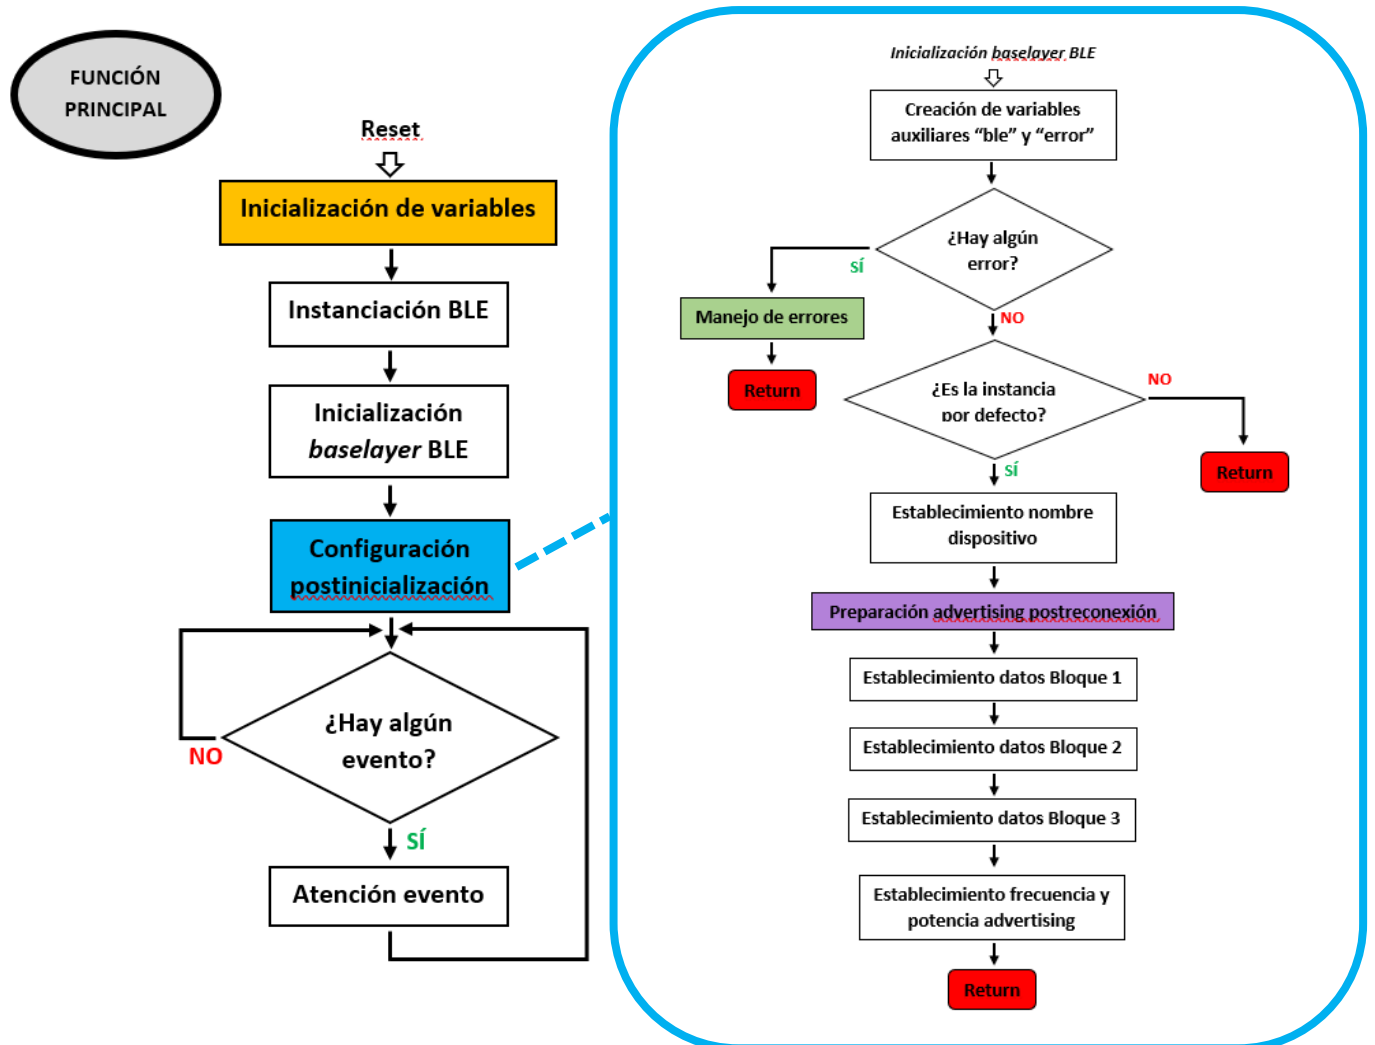 FUNCIÓN
PRINCIPAL
Reset
Inicialización de variables
Instanciación BLE
Inicialización
baselayer BLE
Configuración
postinicialización
¿Hay algún
evento?
NO
SÍ
Atención evento
Inicialización baselayer BLE
Creación de variables
auxiliares “ble” y “error”
¿Hay algún
error?
SÍ
Manejo de errores
Return
NO
¿Es la instancia
por defecto?
NO
Return
SÍ
Establecimiento nombre
dispositivo
Preparación advertising postreconexión
Establecimiento datos Bloque 1
Establecimiento datos Bloque 2
Establecimiento datos Bloque 3
Establecimiento frecuencia y
potencia advertising
Return